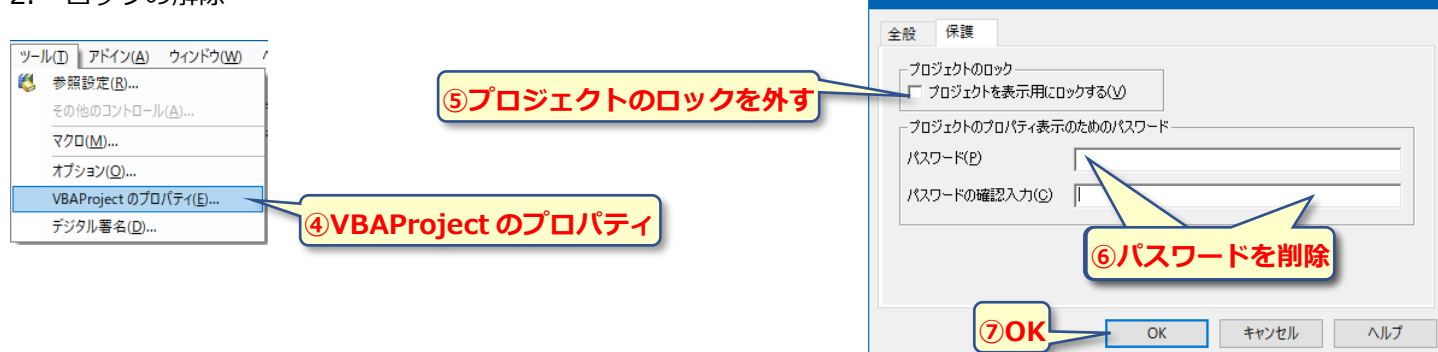 2. ロックの解除
ツール(T) アドイン(A) ウィンドウ(W)
参照設定(R)...
その他のコントロール(A)...
マクロ(M)...
オプション(O)...
VBAProject のプロパティ(E)...
デジタル署名(D)...
④VBAProject のプロパティ
全般 保護
プロジェクトのロック
プロジェクトを表示用にロックする(V)
⑤プロジェクトのロックを外す
プロジェクトのプロパティ表示のためのパスワード
パスワード(P)
パスワードの確認入力(C)
⑥パスワードを削除
⑦OK
OK キャンセル ヘルプ